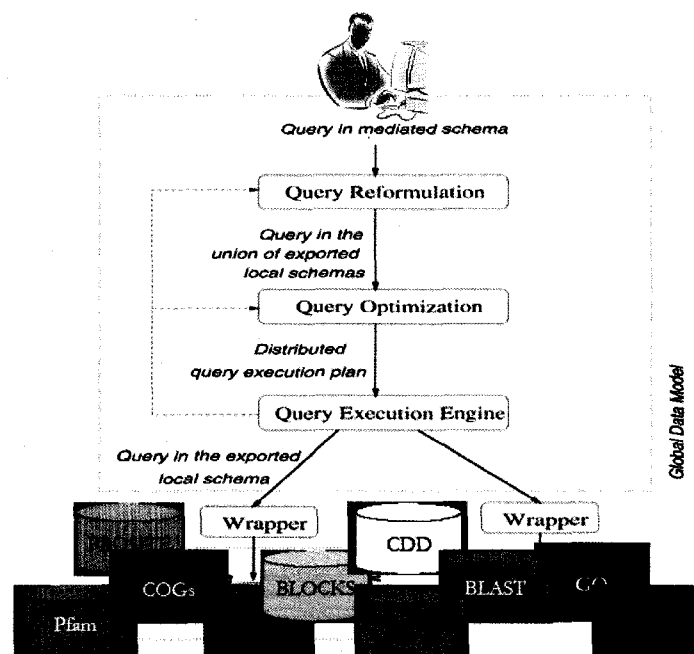 Query in mediated schema
Query Reformulation
Query in the
union of exported
local schemas
Query Optimization
Distributed
query execution plan
Query Execution Engine
Global Data Model
Query in the exported
local schema
Wrapper
Wrapper
CDD
COGs
BLOCKS
BLAST
GO
Pfam